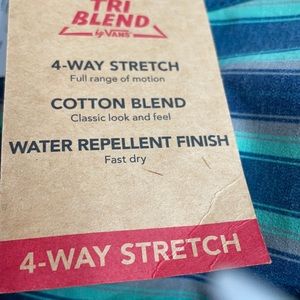 TRI
BLEND
by VANS
4-WAY STRETCH
Full range of motion
COTTON BLEND
Classic look and feel
WATER REPELLENT FINISH
Fast dry
4-WAY STRETCH